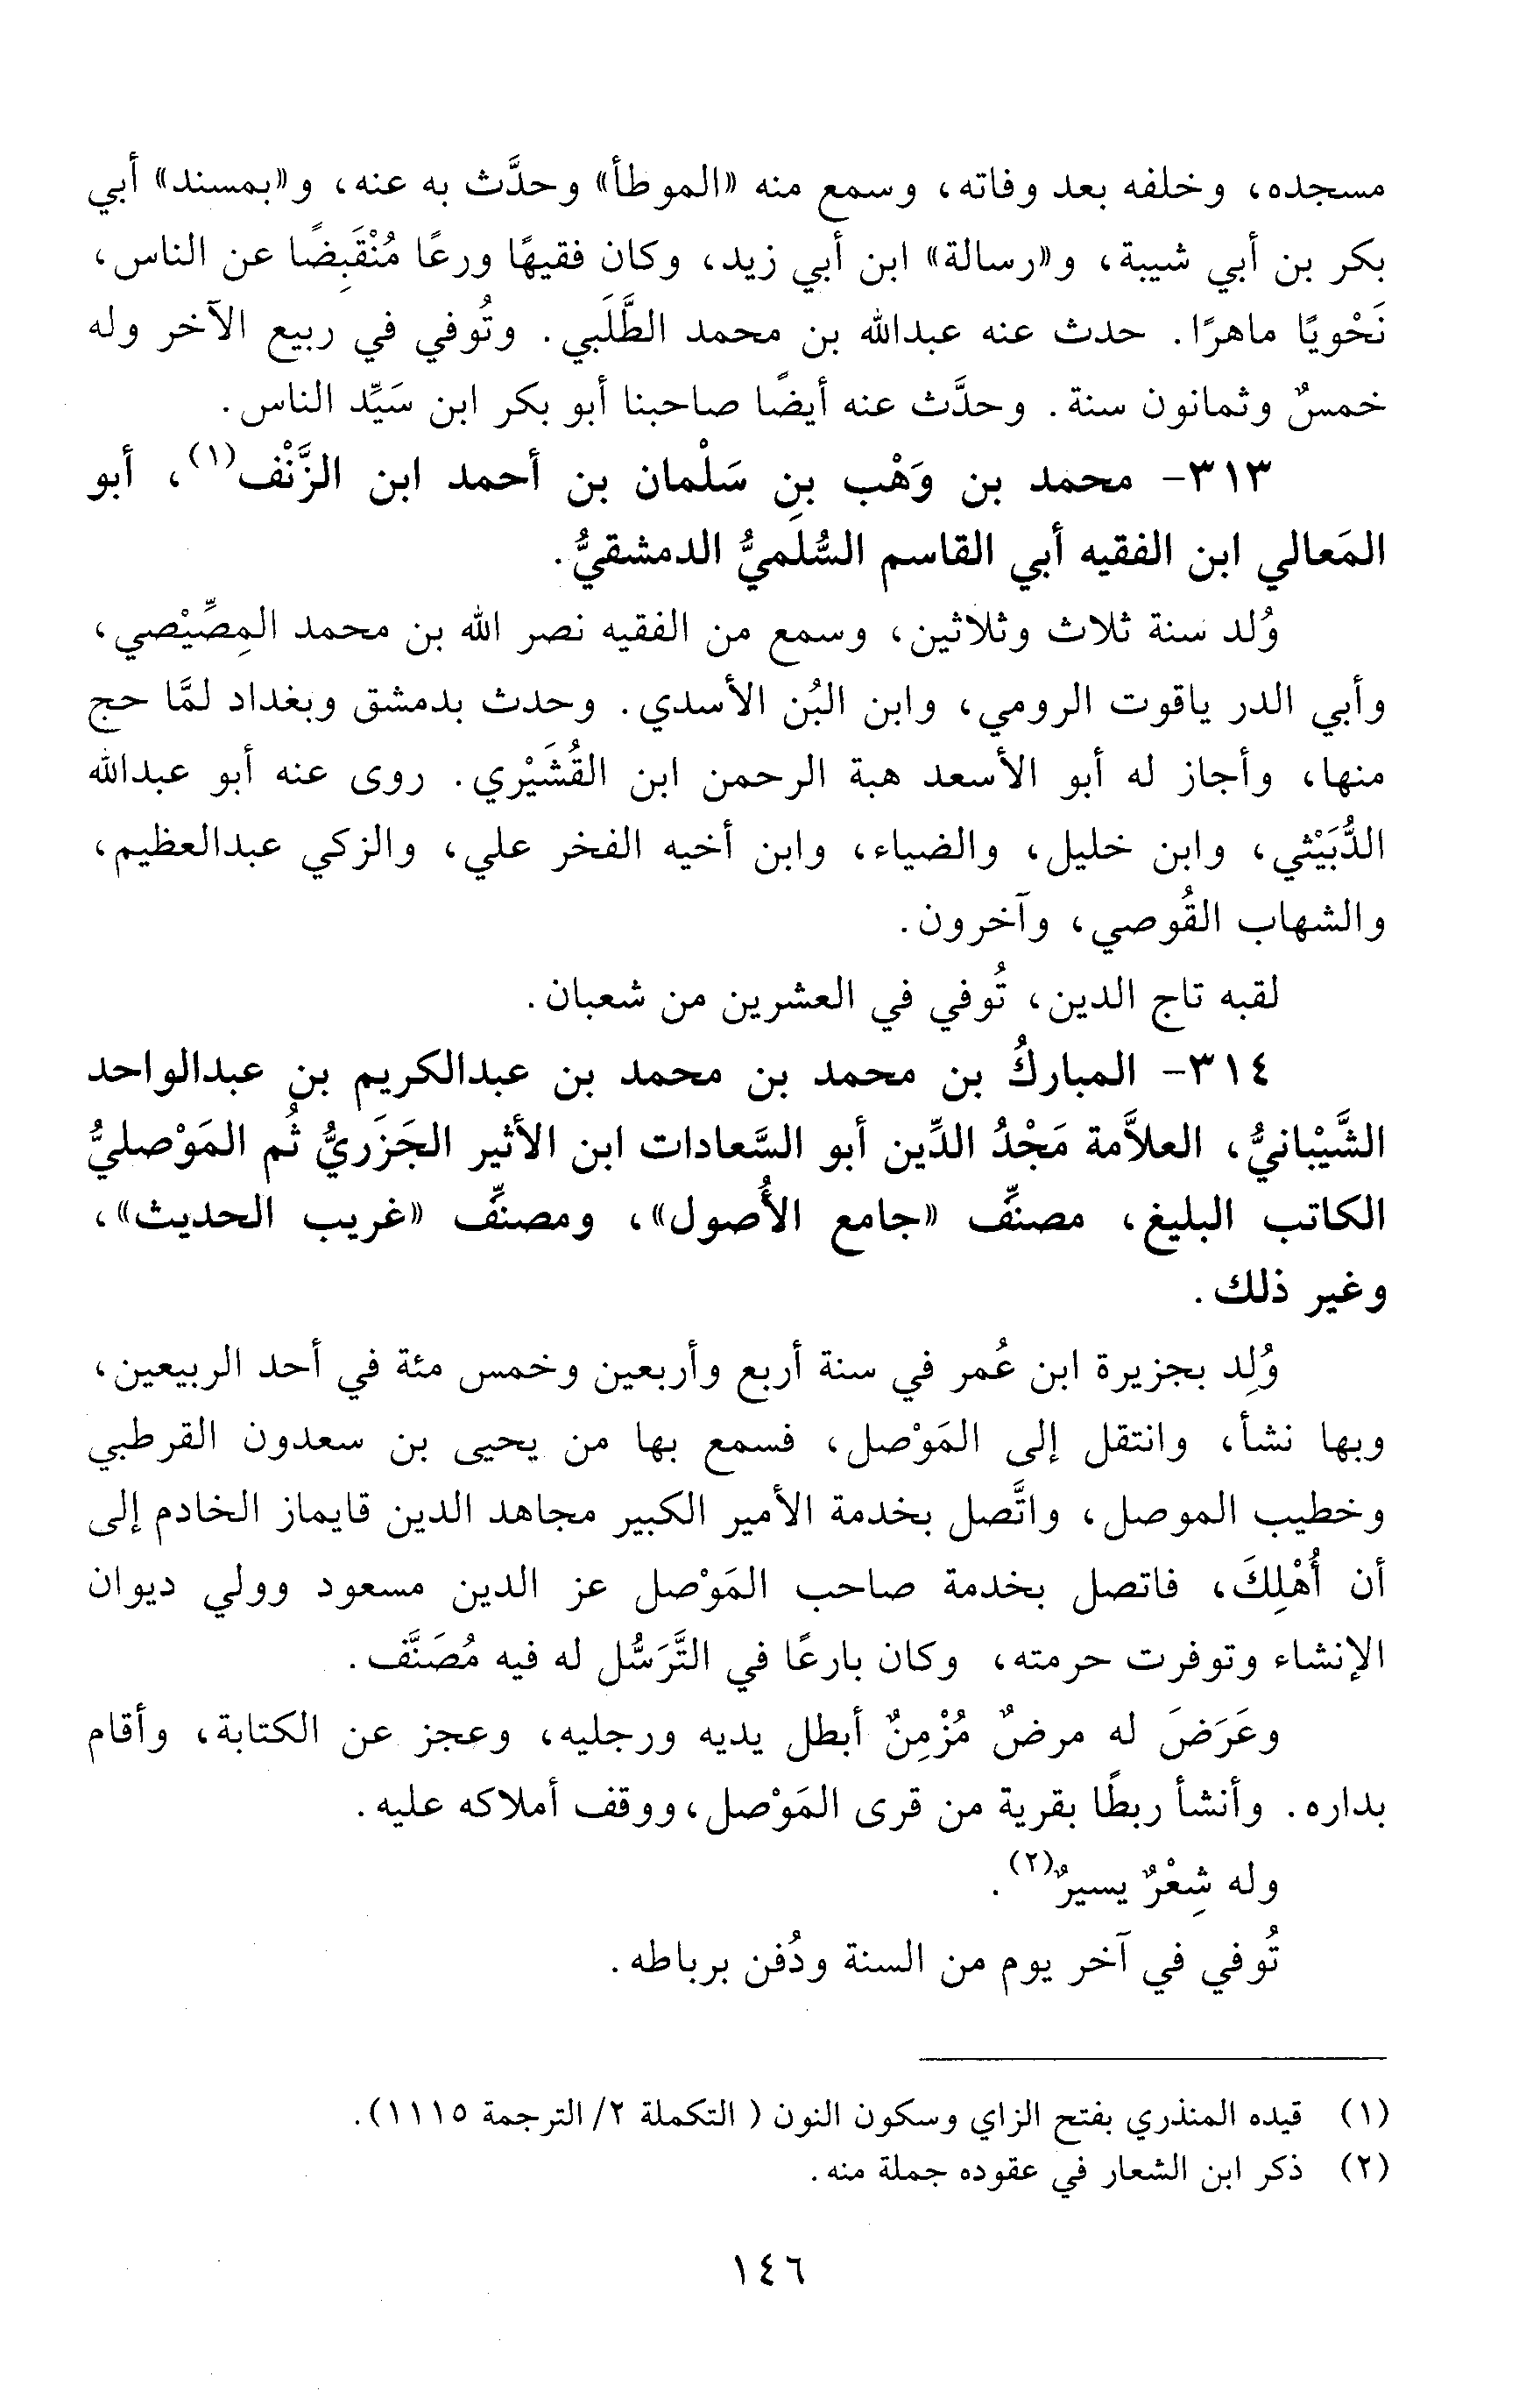 مسجده، وخلفه بعد وفاته، وسمع منه «الموطأ» وحدَّث به عنه، و«بمسند» أبي
بكر بن أبي شيبة، و«رسالة» ابن أبي زيد، وكان فقيهًا ورعًا مُنْقَبِضًا عن الناس،
نَحْويًا ماهرًا. حدث عنه عبدالله بن محمد الطَّلَبي. وتُوفي في ربيع الآخر وله
خمسٌ وثمانون سنة. وحدَّث عنه أيضًا صاحبنا أبو بكر ابن سَيِّد الناس.
٣١٣- محمد بن وَهْب بنِ سَلْمان بن أحمد ابن الزَّنْف(١)، أبو
المَعالي ابن الفقيه أبي القاسم السُّلَميُّ الدمشقيُّ.
وُلد سنة ثلاث وثلاثين، وسمع من الفقيه نصر الله بن محمد المِصِّيْصي،
وأبي الدر ياقوت الرومي، وابن البُن الأسدي. وحدث بدمشق وبغداد لمَّا حج
منها، وأجاز له أبو الأسعد هبة الرحمن ابن القُشَيْري. روى عنه أبو عبدالله
الدُّبَيْثي، وابن خليل، والضياء، وابن أخيه الفخر علي، والزكي عبدالعظيم،
والشهاب القُوصي، وآخرون.
لقبه تاج الدين، تُوفي في العشرين من شعبان.
٣١٤- المباركُ بن محمد بن محمد بن عبدالكريم بن عبدالواحد
الشَّيْبانيُّ، العلاَّمة مَجْدُ الدِّين أبو السَّعادات ابن الأثير الجَزَريُّ ثُم المَوْصليُّ
الكاتب البليغ، مصنِّف «جامع الأُصول»، ومصنِّف «غريب الحديث»،
وغير ذلك.
وُلِد بجزيرة ابن عُمر في سنة أربع وأربعين وخمس مئة في أحد الربيعين،
وبها نشأ، وانتقل إلى المَوْصل، فسمع بها من يحيى بن سعدون القرطبي
وخطيب الموصل، واتَّصل بخدمة الأمير الكبير مجاهد الدين قايماز الخادم إلى
أن أُهْلِكَ، فاتصل بخدمة صاحب المَوْصل عز الدين مسعود وولي ديوان
الإنشاء وتوفرت حرمته، وكان بارعًا في التَّرَسُّل له فيه مُصَنَّف.
وعَرَضَ له مرضٌ مُزْمِنٌ أبطل يديه ورجليه، وعجز عن الكتابة، وأقام
بداره. وأنشأ ربطًا بقرية من قرى المَوْصل، ووقف أملاكه عليه.
وله شِعْرٌ يسيرٌ(٢).
تُوفي في آخر يوم من السنة ودُفن برباطه.
(١) قيده المنذري بفتح الزاي وسكون النون ( التكملة ٢/ الترجمة ١١١٥).
(٢) ذكر ابن الشعار في عقوده جملة منه.
١٤٦